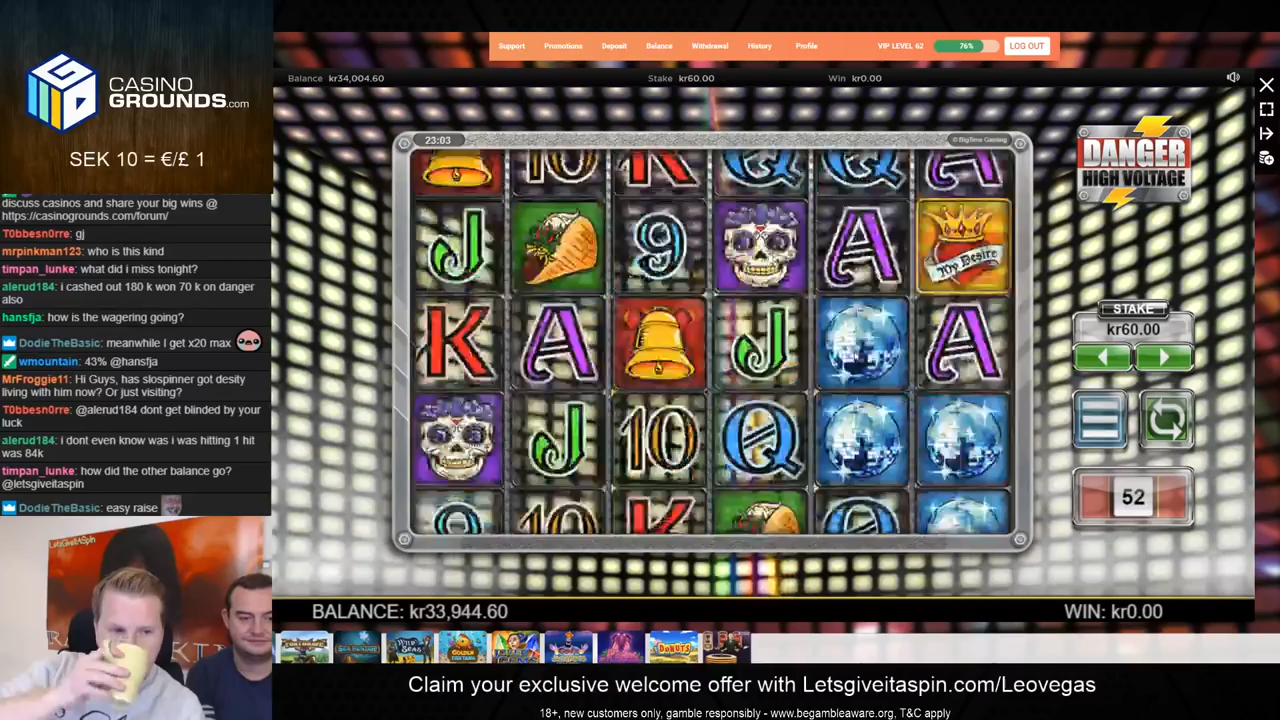 CASINO
GROUNDS.com
SEK 10 = €/£ 1
discuss casinos and share your big wins @
https://casinogrounds.com/forum/
T0bbesn0rre: gj
mrpinkman123: who is this kind
timpan_lunke: what did i miss tonight?
alerud184: i cashed out 180 k won 70 k on danger
also
hansfja: how is the wagering going?
DodieTheBasic: meanwhile I get x20 max
wmountain: 43% @hansfja
MrFroggie11: Hi Guys, has slospinner got desity
living with him now? Or just visiting?
T0bbesn0rre: @alerud184 dont get blinded by your
luck
alerud184: i dont even know was i was hitting 1 hit
was 84k
timpan_lunke: how did the other balance go?
@letsgiveitaspin
DodieTheBasic: easy raise
LetsGiveItASpin
Support Promotions Deposit Balance Withdrawal History Profile VIP LEVEL 62 76% LOG OUT
Balance kr34,004.60 Stake kr60.00 Win kr0.00
23:03 © BigTime Gaming
DANGER
HIGH VOLTAGE
10 K Q Q A
J 9 A My Desire
K A J A
J 10 Q
10 K
STAKE
kr60.00
52
BALANCE: kr33,944.60 WIN: kr0.00
DONUTS
Claim your exclusive welcome offer with Letsgiveitaspin.com/Leovegas
18+, new customers only, gamble responsibly - www.begambleaware.org, T&C apply